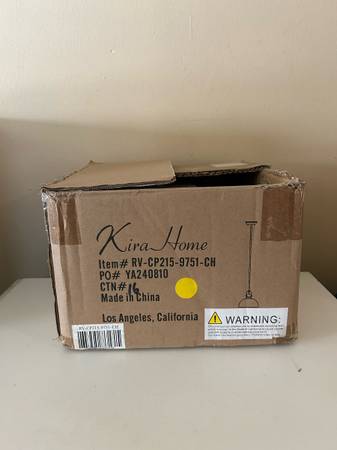 Kira Home
Item# RV-CP215-9751-CH
PO# YA240810
CTN# 16
Made in China
Los Angeles, California
RV-CP215-9751-CH
WARNING: